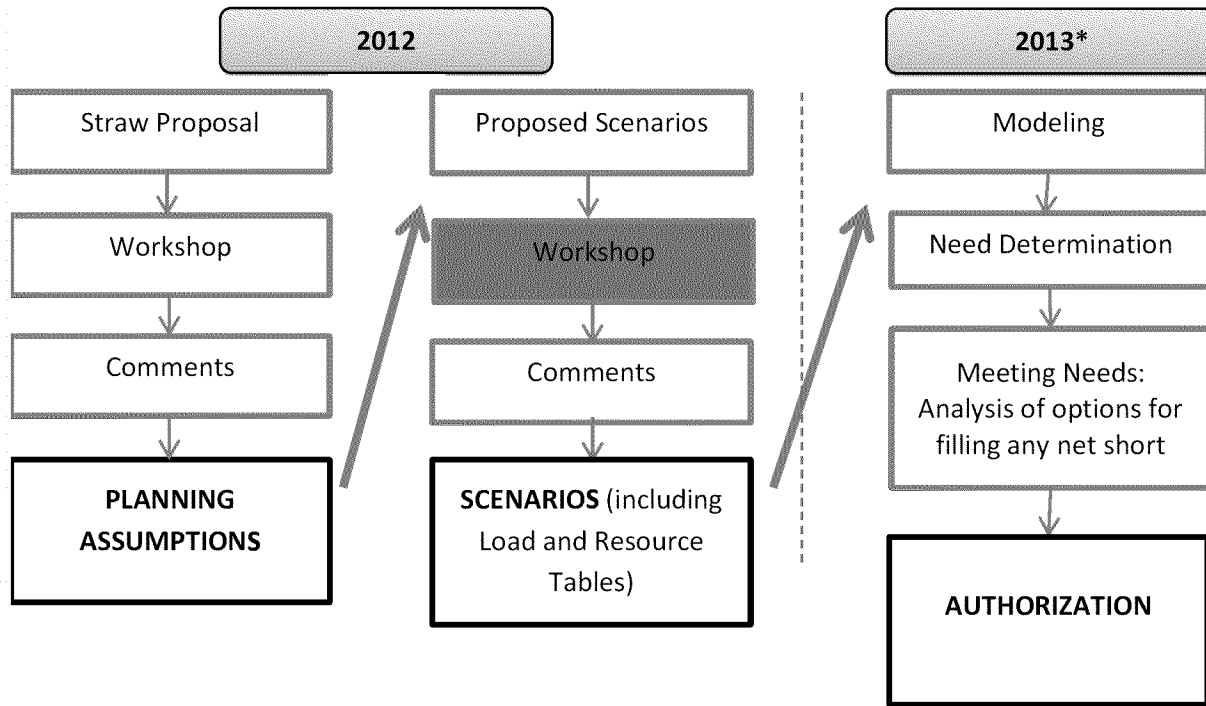 2012
Straw Proposal
Workshop
Comments
PLANNING
ASSUMPTIONS
Proposed Scenarios
Workshop
Comments
SCENARIOS (including
Load and Resource
Tables)
2013*
Modeling
Need Determination
Meeting Needs:
Analysis of options for
filling any net short
AUTHORIZATION